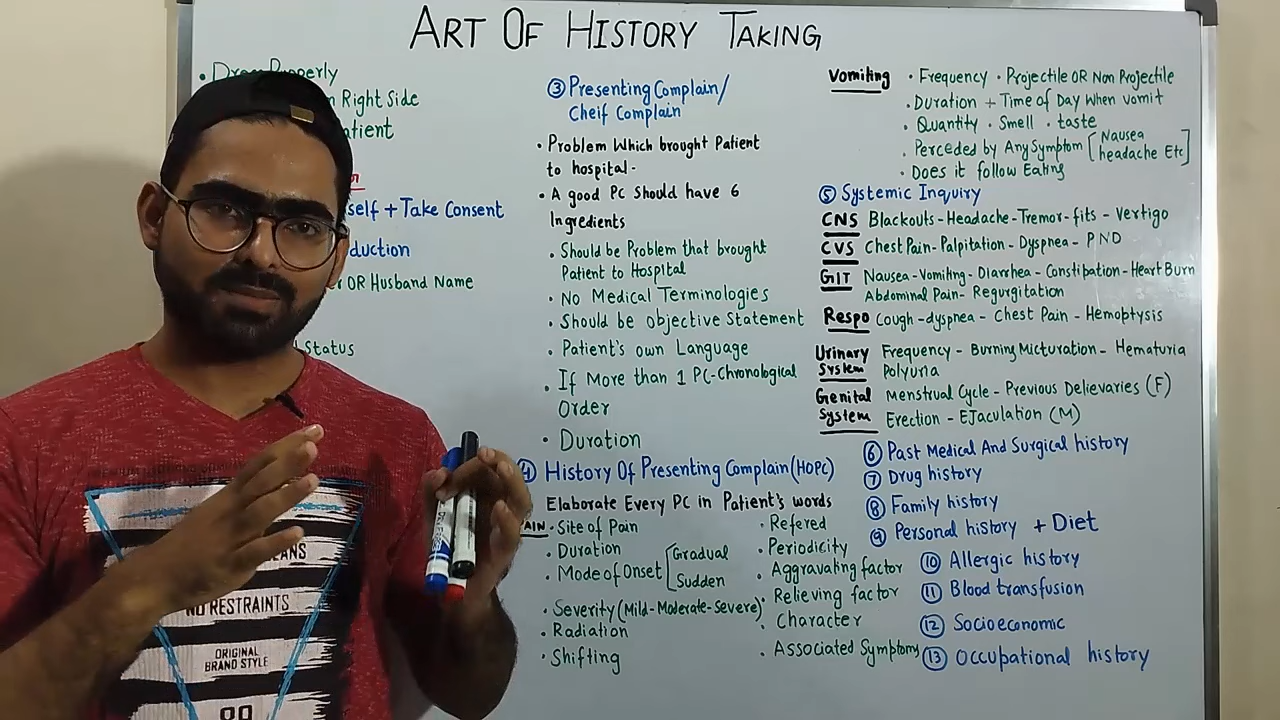 ART OF HISTORY TAKING
• Dress Properly
Right Side
atient
self + Take Consent
duction
OR Husband Name
Status
③ Presenting Complain/
Cheif Complain
• Problem Which brought Patient
to hospital-
• A good PC Should have 6
Ingredients
• Should be Problem that brought
Patient to Hospital
• No Medical Terminologies
• Should be objective Statement
• Patient's own Language
• If More than 1 PC-Chronological
Order
• Duration
④ History Of Presenting Complain(HOPC)
Elaborate Every PC in Patient's words
AIN • Site of Pain
• Duration
• Mode of Onset [Gradual
Sudden
• Severity (Mild-Moderate-Severe)
• Radiation
• Shifting
• Refered
• Periodicity
• Aggravating factor
• Relieving factor
• Character
• Associated Symptoms
Vomiting • Frequency • Projectile OR Non Projectile
• Duration + Time of Day When vomit
• Quantity • Smell • taste
• Perceded by Any Symptom [Nausea
headache Etc]
• Does it follow Eating
⑤ Systemic Inquiry
CNS Blackouts-Headache-Tremor-fits-Vertigo
CVS Chest Pain-Palpitation-Dyspnea-PND
GIT Nausea-Vomiting-Diarrhea-Constipation-Heart Burn
Abdominal Pain-Regurgitation
Respo Cough-dyspnea-Chest Pain-Hemoptysis
Urinary System Frequency-Burning Micturation-Hematuria
Polyuria
Genital System Menstrual Cycle-Previous Delievaries (F)
Erection-Ejaculation (M)
⑥ Past Medical And Surgical history
⑦ Drug history
⑧ Family history
⑨ Personal history + Diet
⑩ Allergic history
⑪ Blood transfusion
⑫ Socioeconomic
⑬ Occupational history
EANS
NO RESTRAINTS
ORIGINAL
BRAND STYLE